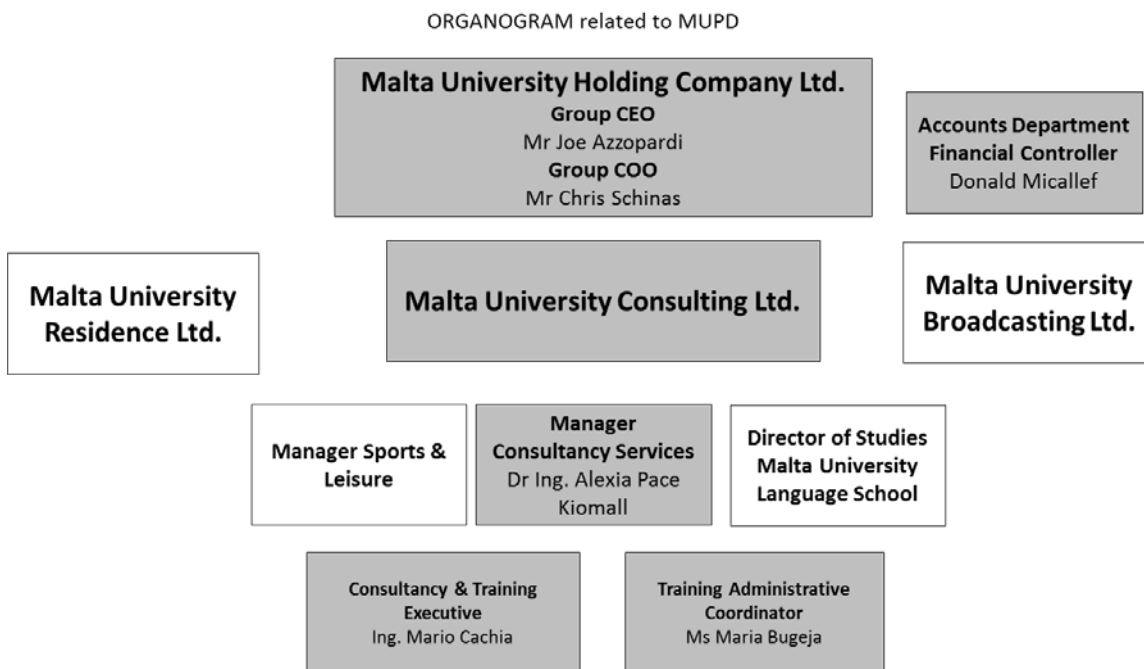 ORGANOGRAM related to MUPD
Malta University Holding Company Ltd.
Group CEO
Mr Joe Azzopardi
Group COO
Mr Chris Schinas
Accounts Department
Financial Controller
Donald Micallef
Malta University
Residence Ltd.
Malta University Consulting Ltd.
Malta University
Broadcasting Ltd.
Manager Sports &
Leisure
Manager
Consultancy Services
Dr Ing. Alexia Pace
Kiomall
Director of Studies
Malta University
Language School
Consultancy & Training
Executive
Ing. Mario Cachia
Training Administrative
Coordinator
Ms Maria Bugeja